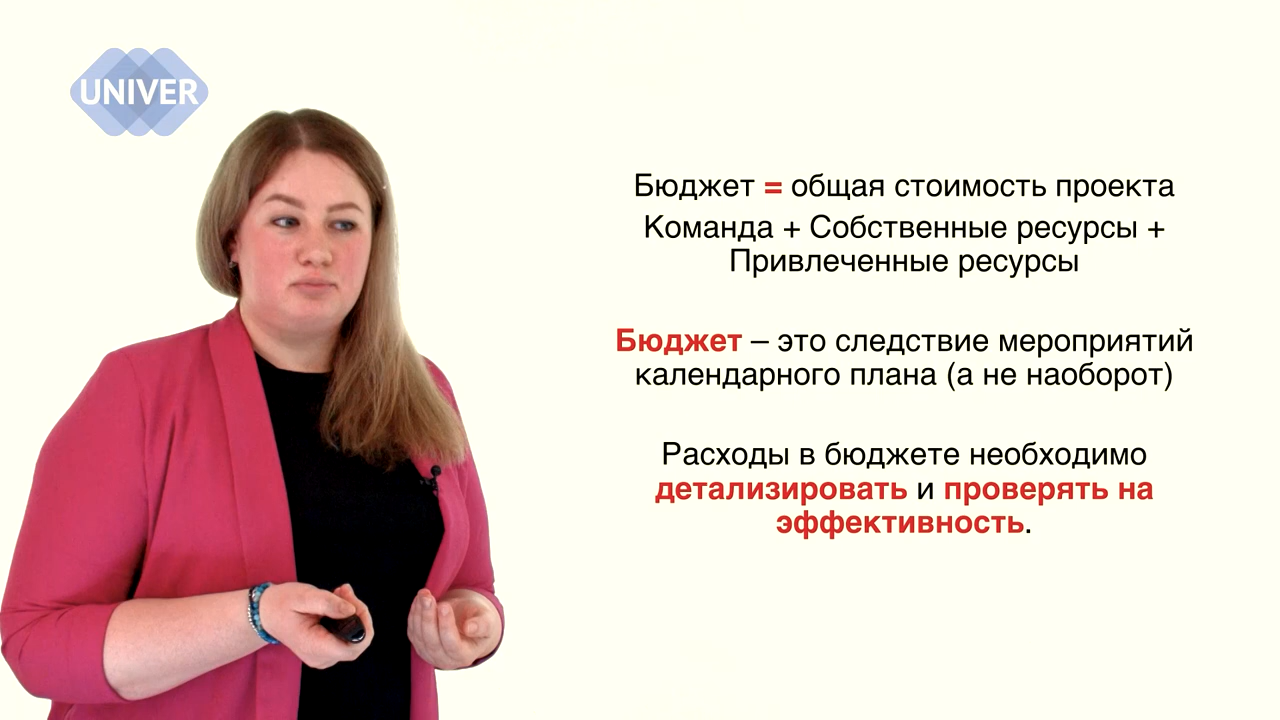 UNIVER
Бюджет = общая стоимость проекта
Команда + Собственные ресурсы +
Привлеченные ресурсы
Бюджет – это следствие мероприятий
календарного плана (а не наоборот)
Расходы в бюджете необходимо
детализировать и проверять на
эффективность.